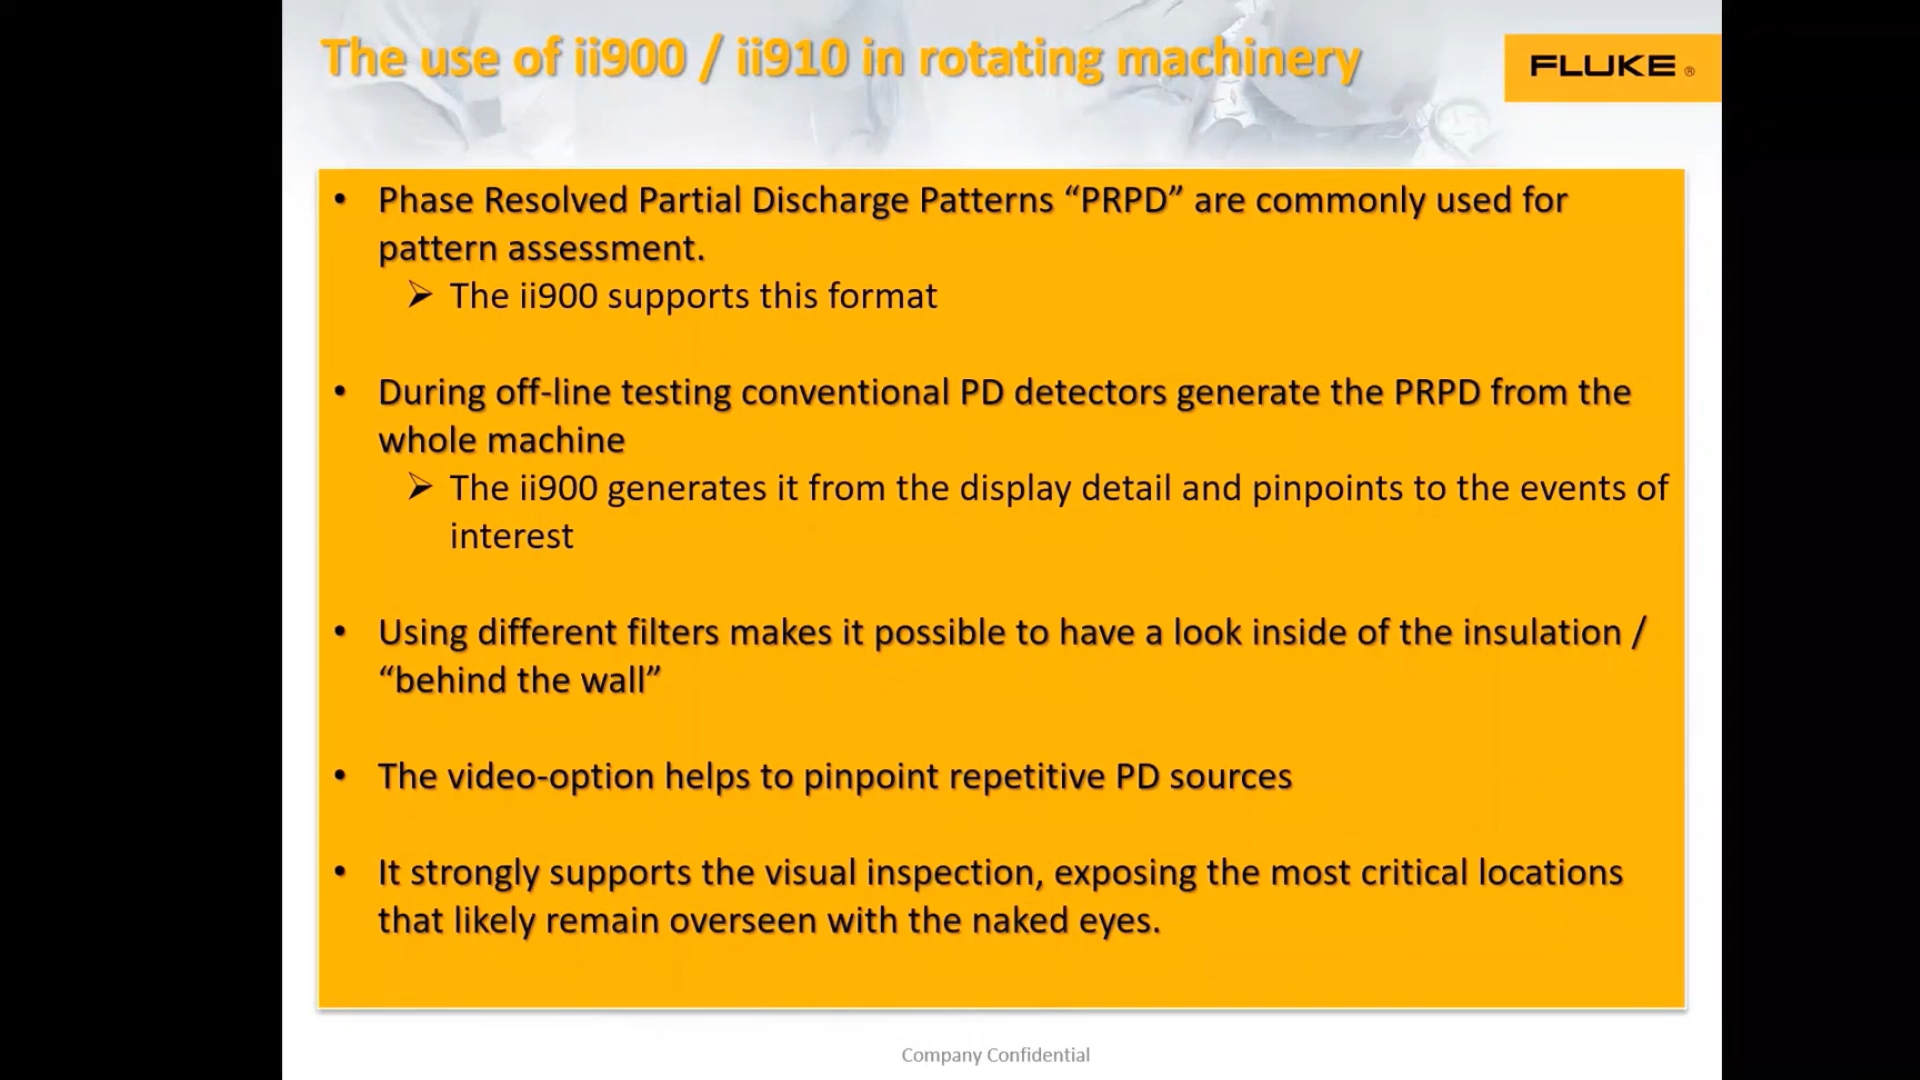 The use of ii900 / ii910 in rotating machinery
FLUKE ®
• Phase Resolved Partial Discharge Patterns “PRPD” are commonly used for
pattern assessment.
➢ The ii900 supports this format
• During off-line testing conventional PD detectors generate the PRPD from the
whole machine
➢ The ii900 generates it from the display detail and pinpoints to the events of
interest
• Using different filters makes it possible to have a look inside of the insulation /
“behind the wall”
• The video-option helps to pinpoint repetitive PD sources
• It strongly supports the visual inspection, exposing the most critical locations
that likely remain overseen with the naked eyes.
Company Confidential